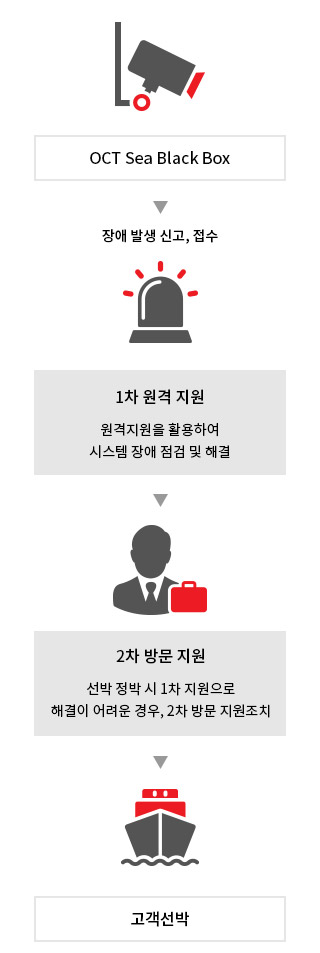 OCT Sea Black Box
장애 발생 신고, 접수
1차 원격 지원
원격지원을 활용하여
시스템 장애 점검 및 해결
2차 방문 지원
선박 정박 시 1차 지원으로
해결이 어려운 경우, 2차 방문 지원조치
고객선박